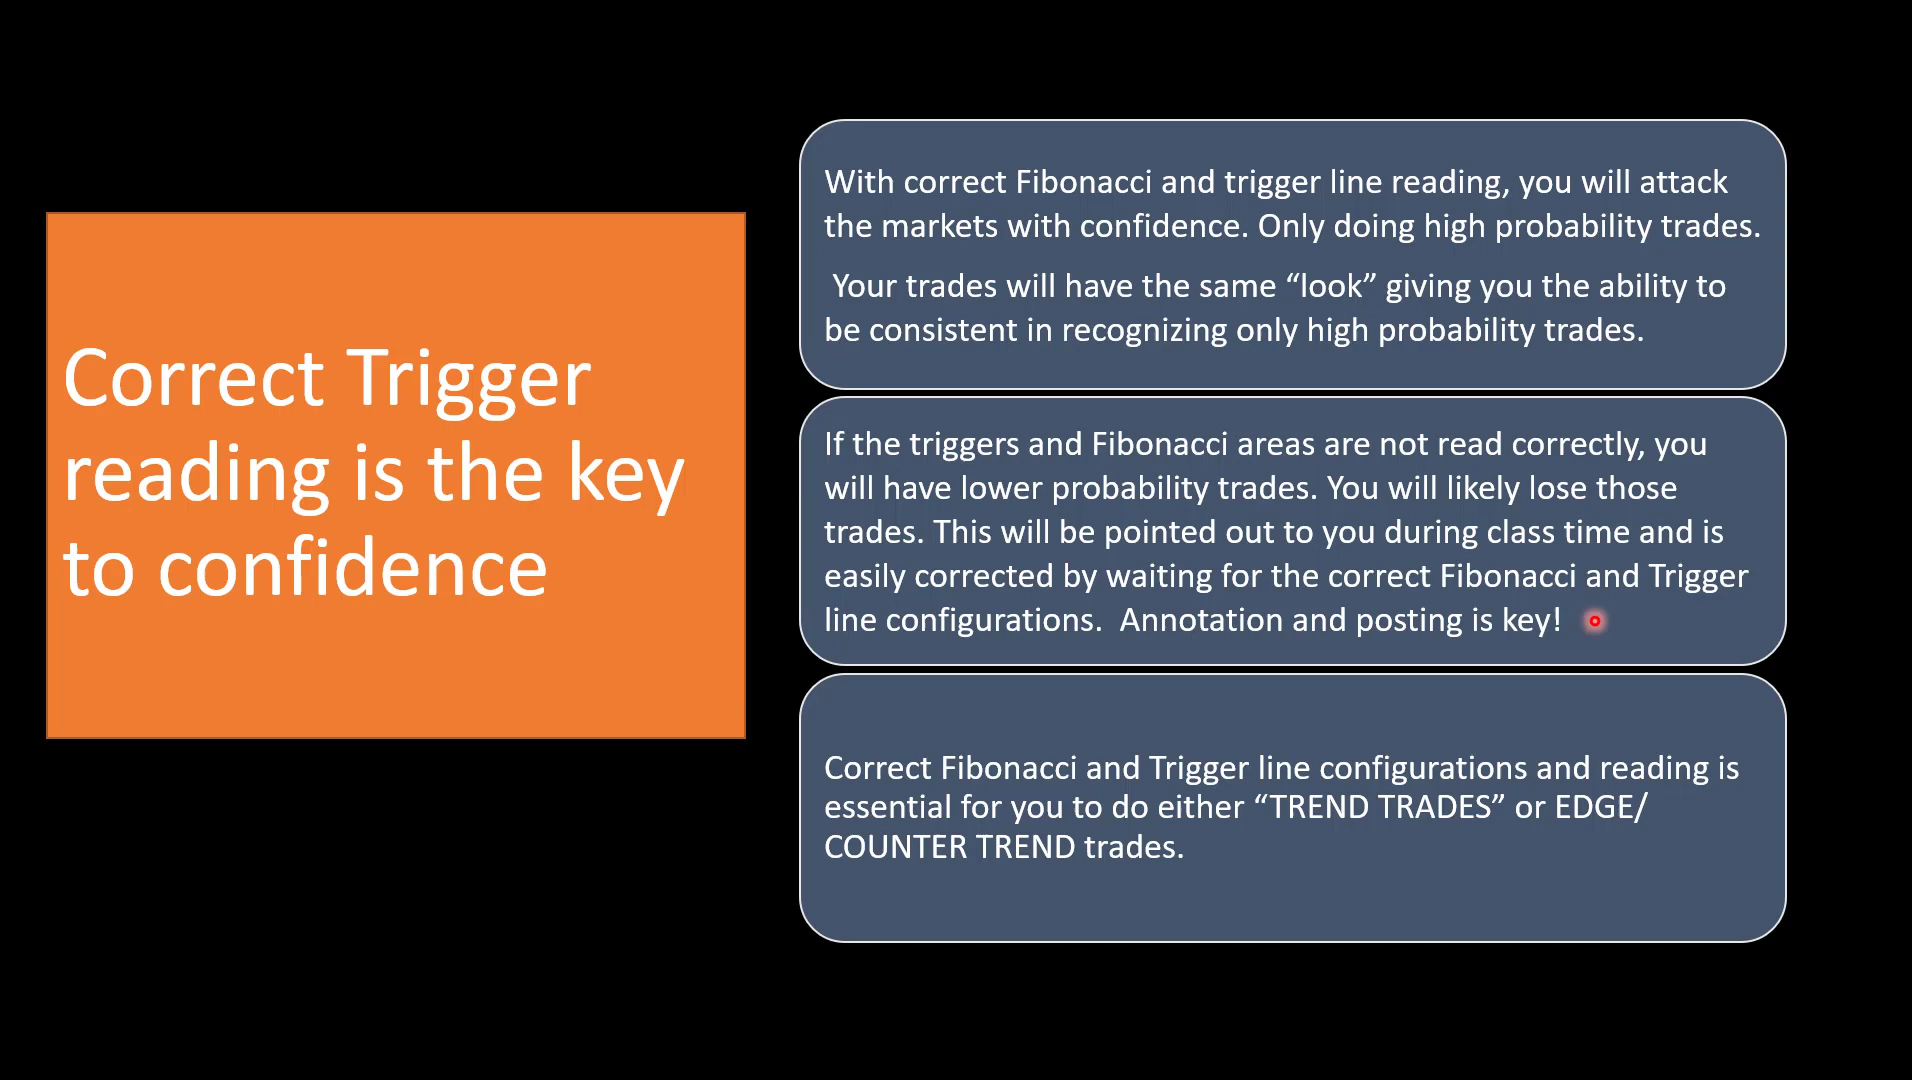 Correct Trigger
reading is the key
to confidence
With correct Fibonacci and trigger line reading, you will attack
the markets with confidence. Only doing high probability trades.
Your trades will have the same “look” giving you the ability to
be consistent in recognizing only high probability trades.
If the triggers and Fibonacci areas are not read correctly, you
will have lower probability trades. You will likely lose those
trades. This will be pointed out to you during class time and is
easily corrected by waiting for the correct Fibonacci and Trigger
line configurations.  Annotation and posting is key!
Correct Fibonacci and Trigger line configurations and reading is
essential for you to do either “TREND TRADES” or EDGE/
COUNTER TREND trades.